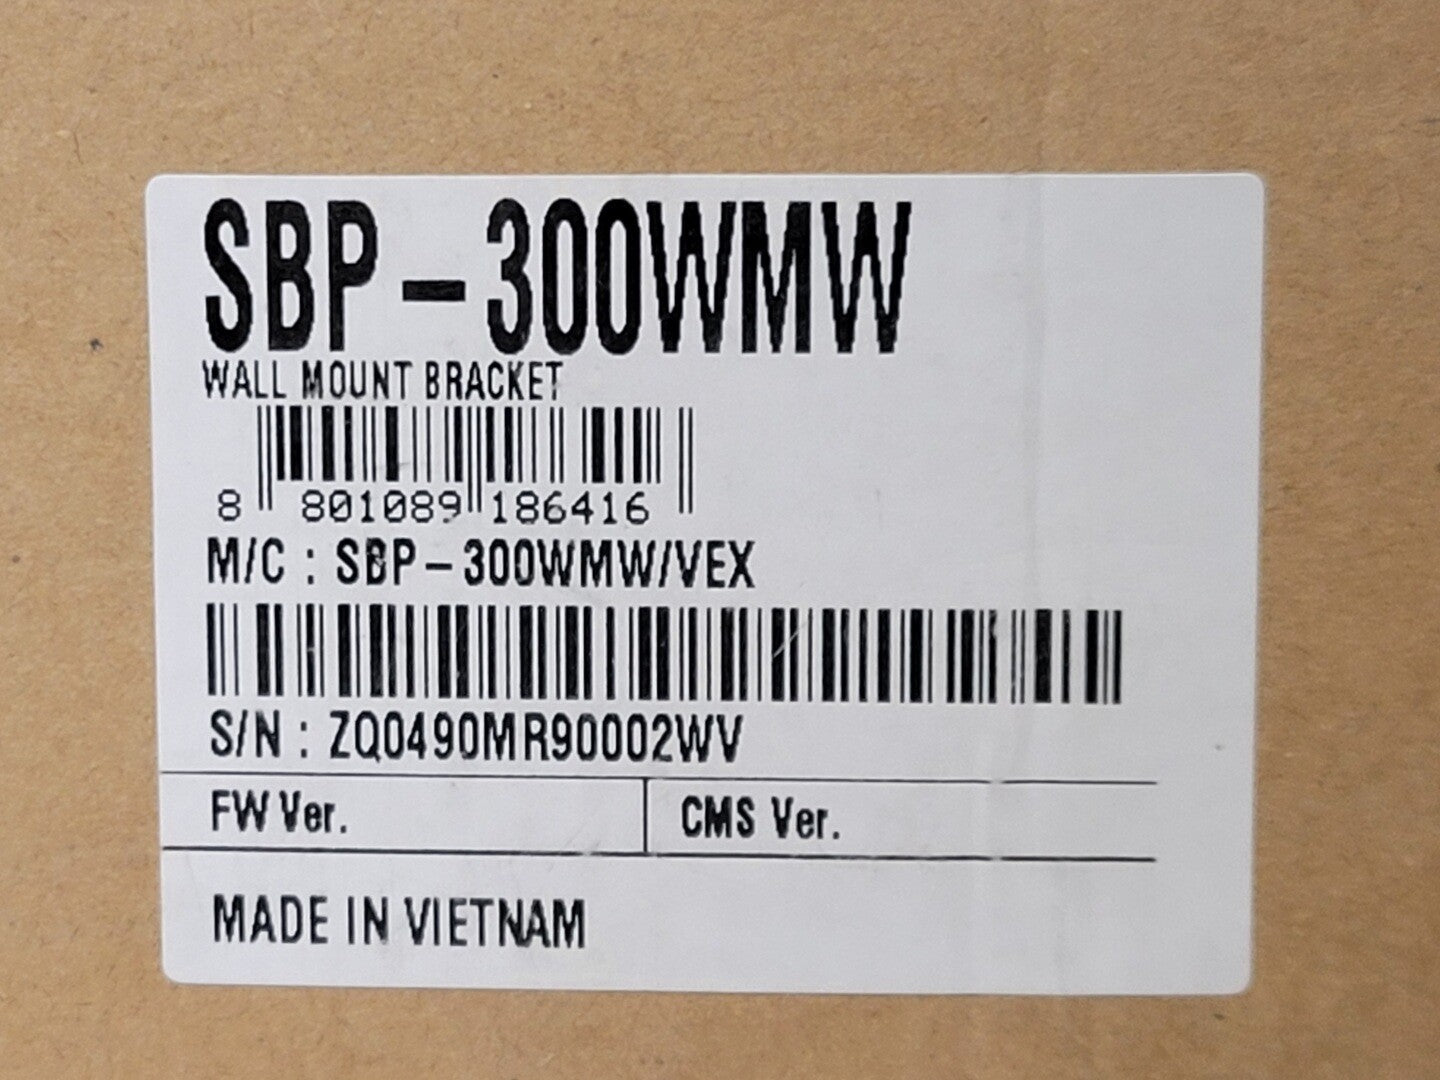 SBP-300WMW
WALL MOUNT BRACKET
8 801089 186416
M/C : SBP-300WMW/VEX
S/N : ZQ0490MR90002WV
FW Ver.
CMS Ver.
MADE IN VIETNAM